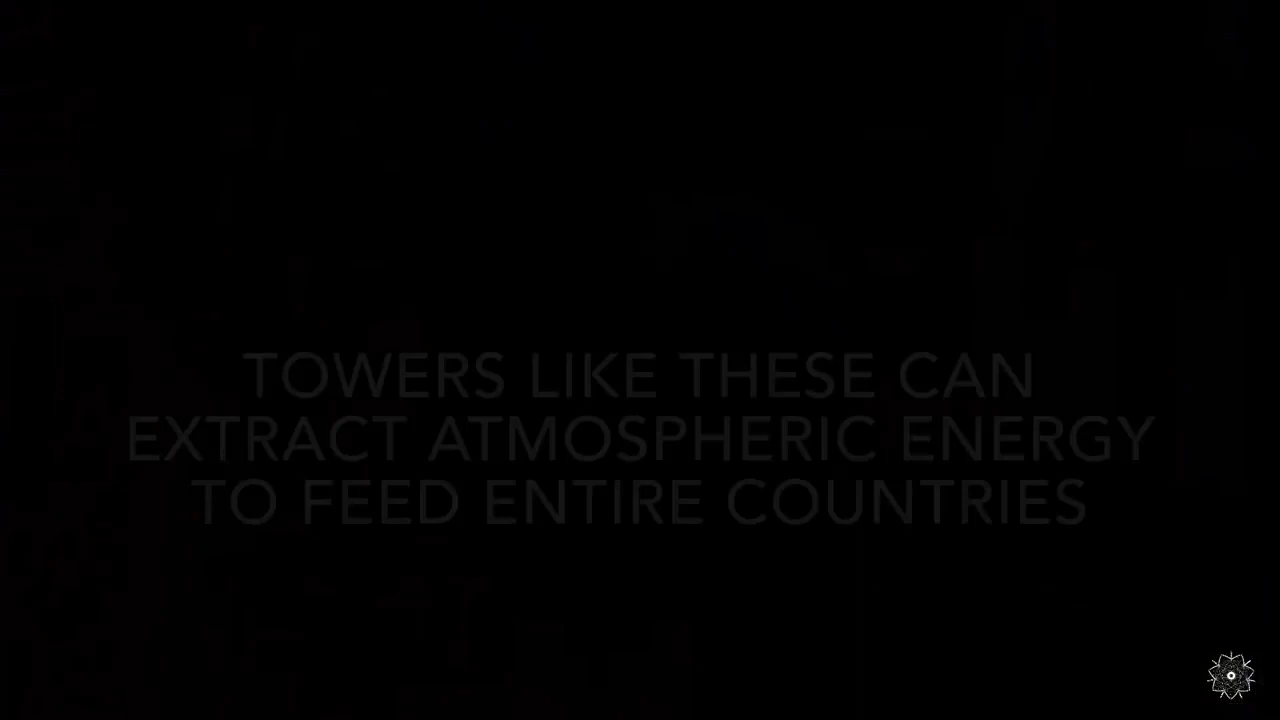 TOWERS LIKE THESE CAN
EXTRACT ATMOSPHERIC ENERGY
TO FEED ENTIRE COUNTRIES